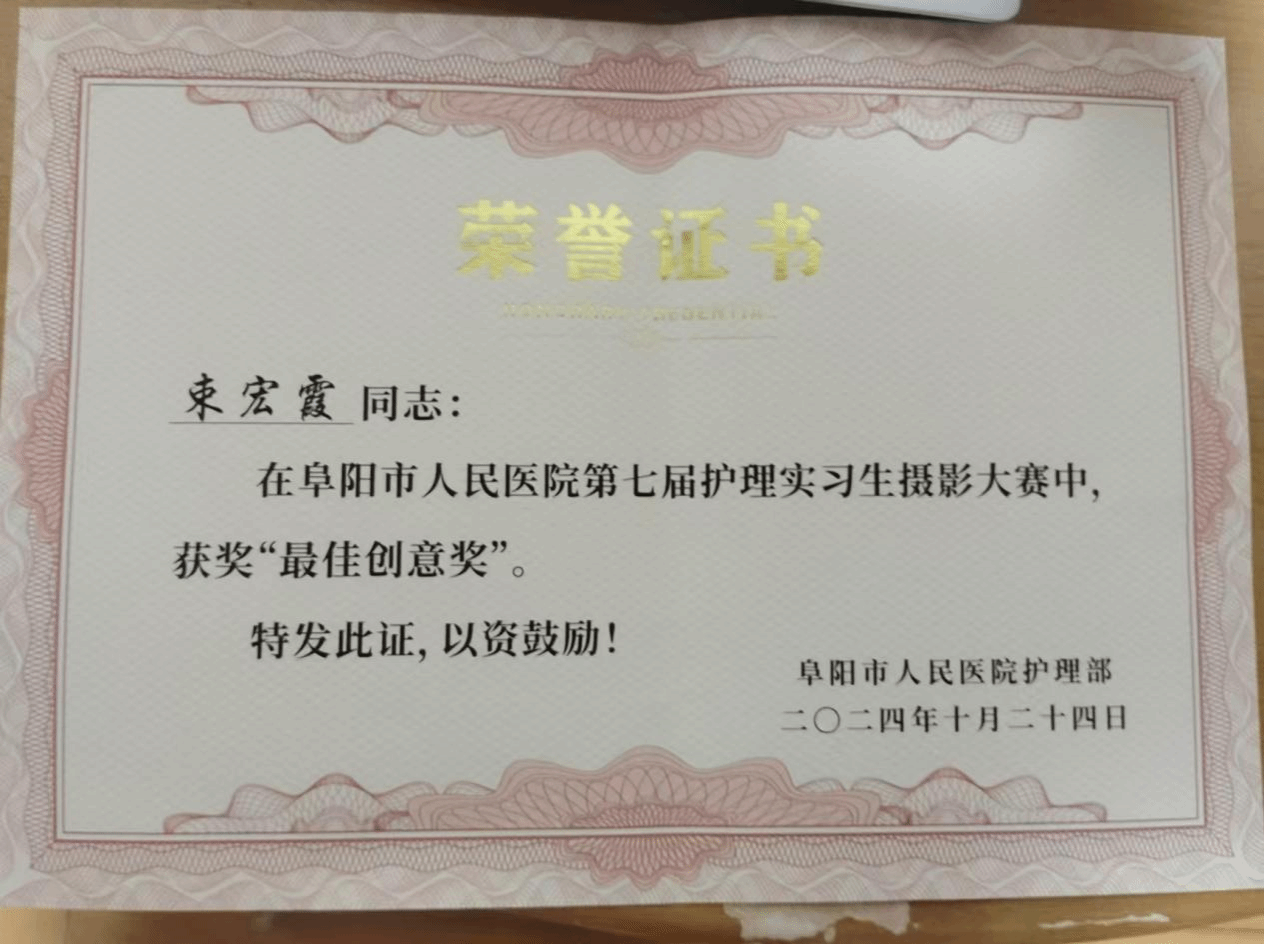 荣誉证书
HONORARY CREDENTIAL
束宏霞 同志：
在阜阳市人民医院第七届护理实习生摄影大赛中，
获奖“最佳创意奖”。
特发此证，以资鼓励！
阜阳市人民医院护理部
二〇二四年十月二十四日